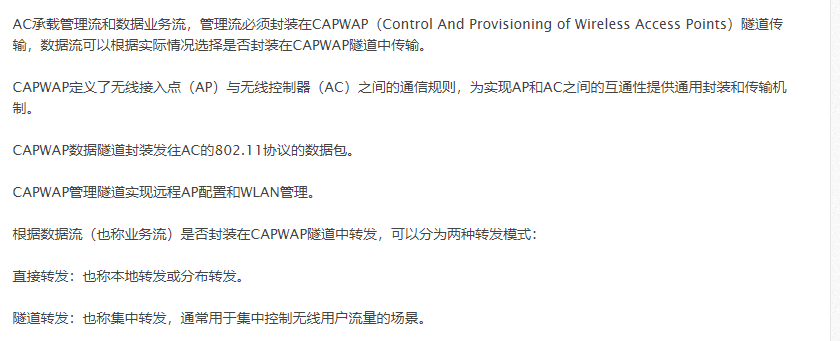 AC承载管理流和数据业务流，管理流必须封装在CAPWAP（Control And Provisioning of Wireless Access Points）隧道传
输，数据流可以根据实际情况选择是否封装在CAPWAP隧道中传输。
CAPWAP定义了无线接入点（AP）与无线控制器（AC）之间的通信规则，为实现AP和AC之间的互通性提供通用封装和传输机
制。
CAPWAP数据隧道封装发往AC的802.11协议的数据包。
CAPWAP管理隧道实现远程AP配置和WLAN管理。
根据数据流（也称业务流）是否封装在CAPWAP隧道中转发，可以分为两种转发模式：
直接转发：也称本地转发或分布转发。
隧道转发：也称集中转发，通常用于集中控制无线用户流量的场景。